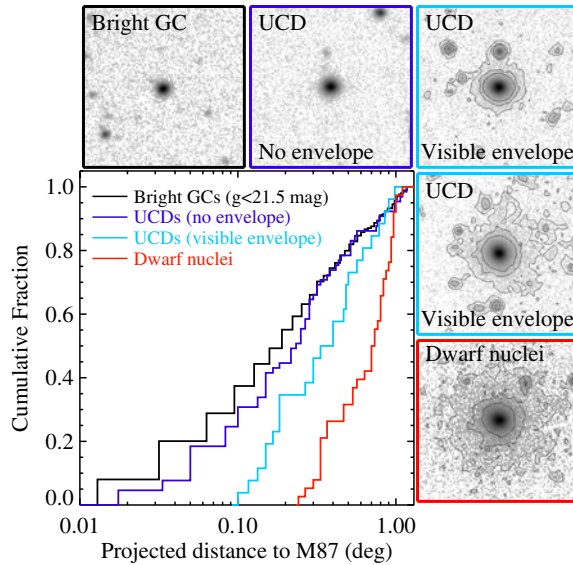 Bright GC
UCD
No envelope
Visible envelope
UCD
Visible envelope
Dwarf nuclei
Bright GCs (g<21.5 mag)
UCDs (no envelope)
UCDs (visible envelope)
Dwarf nuclei
Cumulative Fraction
1.0
0.8
0.6
0.4
0.2
0.0
0.01
0.10
1.00
Projected distance to M87 (deg)